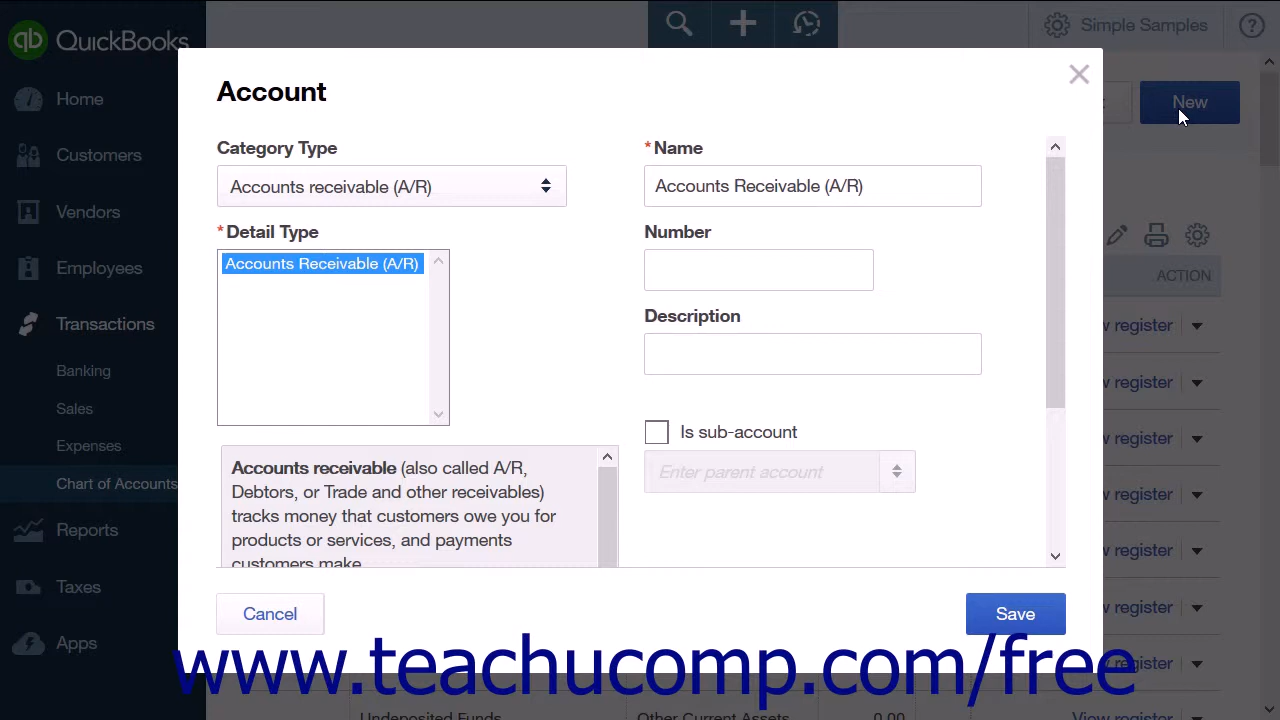 QuickBooks
Simple Samples
Home
Customers
Vendors
Employees
Transactions
Banking
Sales
Expenses
Chart of Accounts
Reports
Taxes
Apps
New
Account
Category Type
Accounts receivable (A/R)
* Detail Type
Accounts Receivable (A/R)
Accounts receivable (also called A/R,
Debtors, or Trade and other receivables)
tracks money that customers owe you for
products or services, and payments
customers make
* Name
Accounts Receivable (A/R)
Number
Description
Is sub-account
Enter parent account
Cancel
Save
ACTION
register
register
register
register
register
register
register
www.teachucomp.com/free
Undeposited Funds
Other Current Assets
0.00
View register